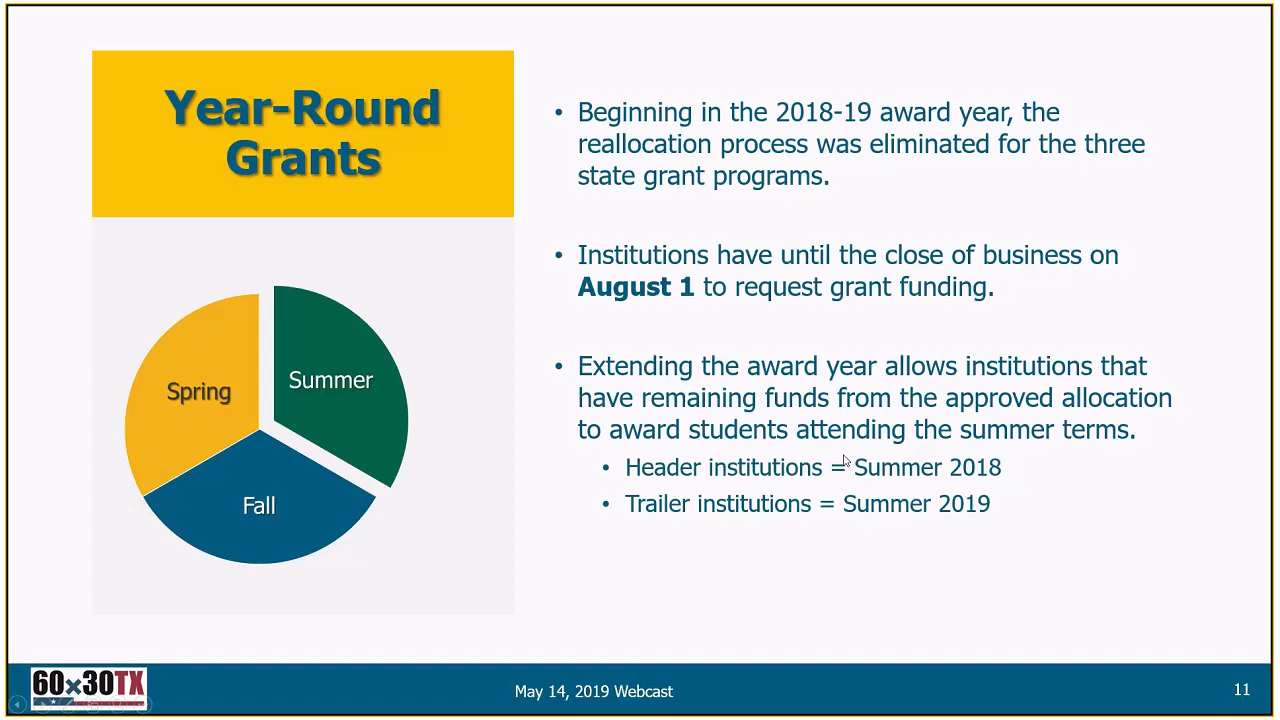 Year-Round
Grants
Spring
Summer
Fall
• Beginning in the 2018-19 award year, the
reallocation process was eliminated for the three
state grant programs.
• Institutions have until the close of business on
August 1 to request grant funding.
• Extending the award year allows institutions that
have remaining funds from the approved allocation
to award students attending the summer terms.
• Header institutions = Summer 2018
• Trailer institutions = Summer 2019
60x30TX
May 14, 2019 Webcast
11